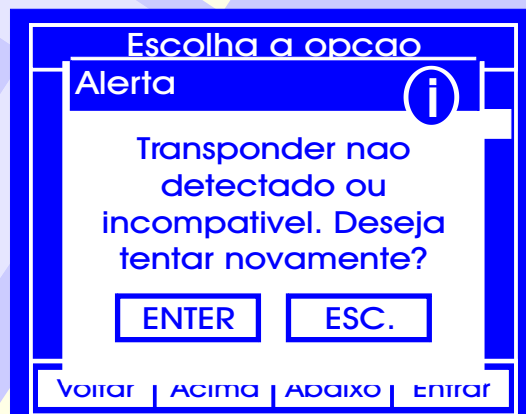 Escolha a opcao
Alerta
i
Transponder nao
detectado ou
incompativel. Deseja
tentar novamente?
ENTER ESC.
Voltar Acima Abaixo Entrar